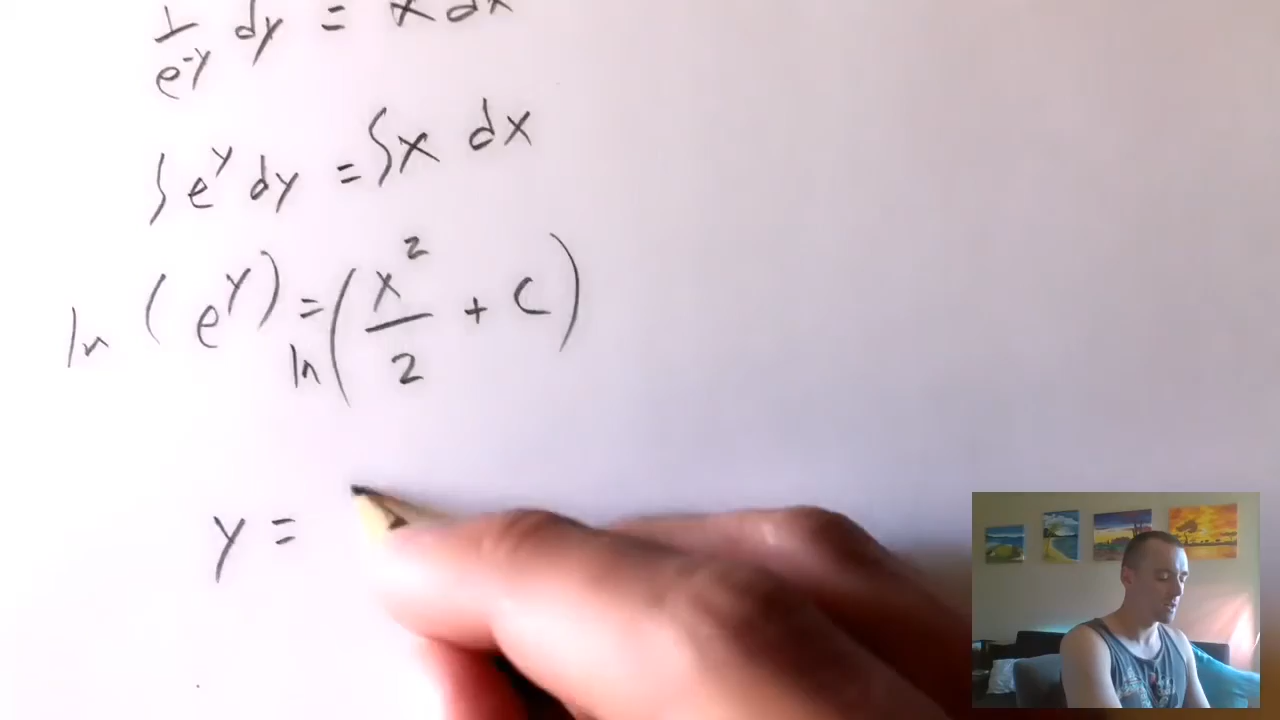 1/e^-y dy = x dx
∫e^y dy = ∫x dx
ln(e^y) = ln(x^2/2 + C)
y =